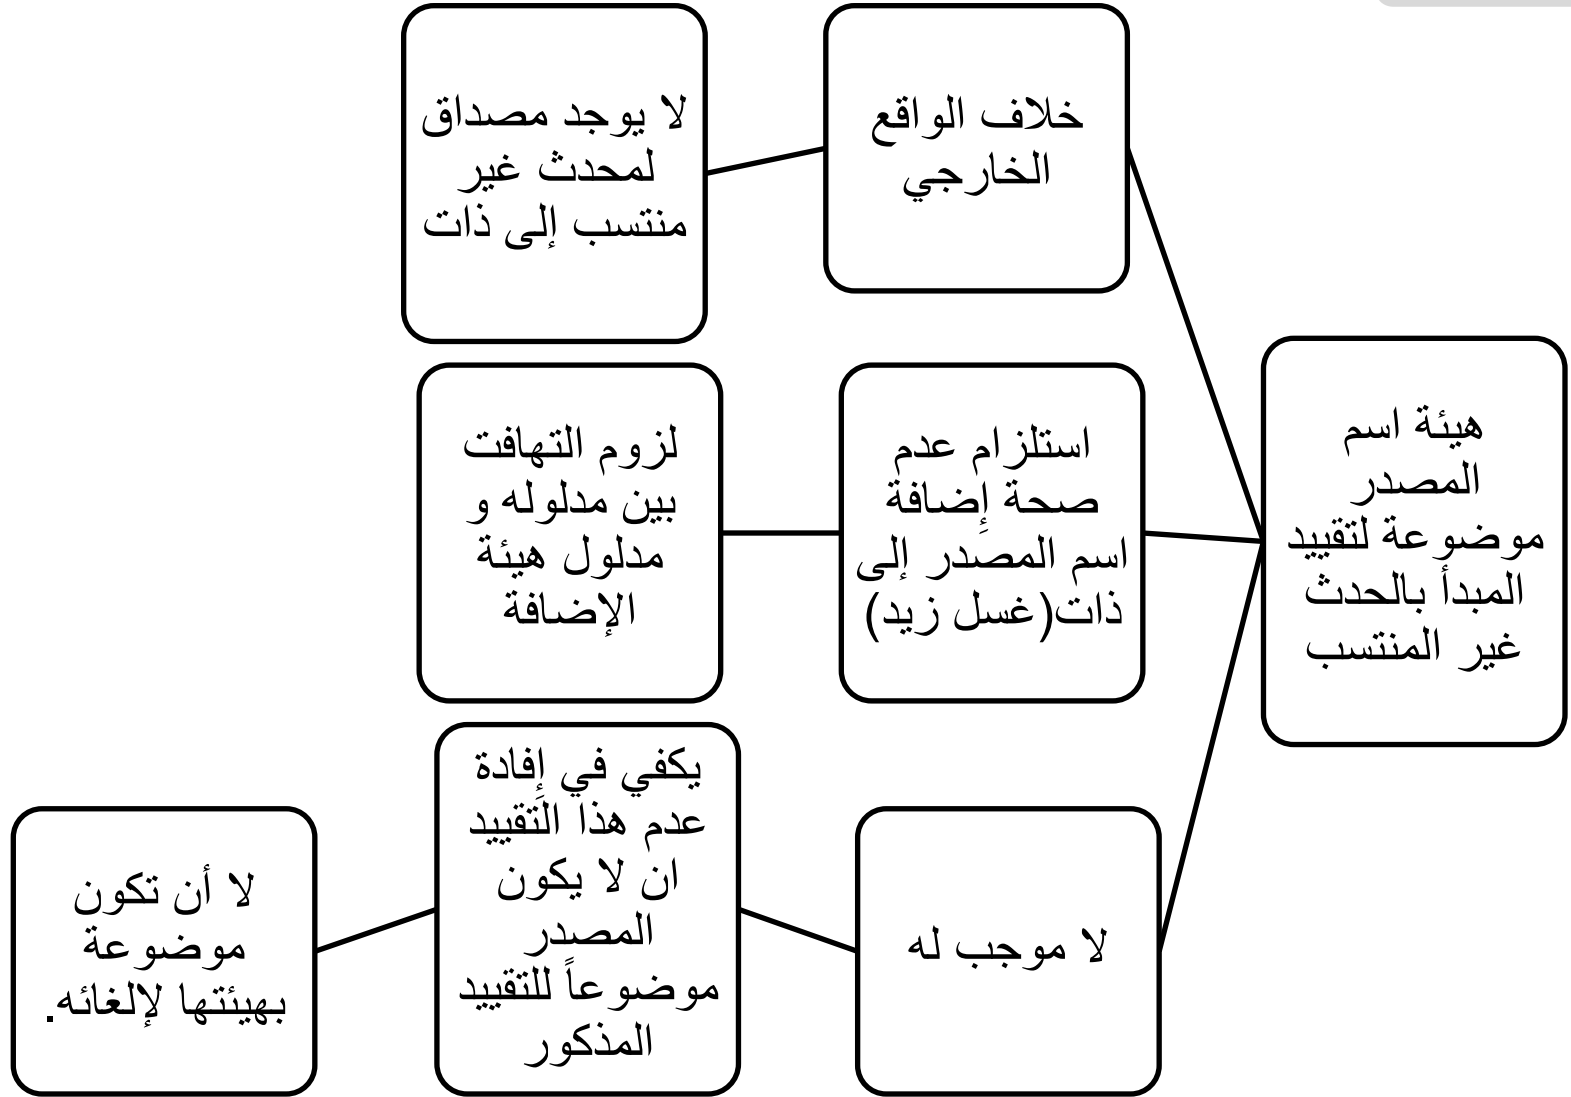 هيئة اسم
المصدر
موضوعة لتقييد
المبدأ بالحدث
غير المنتسب
خلاف الواقع
الخارجي
لا يوجد مصداق
لمحدث غير
منتسب إلى ذات
استلزام عدم
صحة إضافة
اسم المصدر إلى
ذات(غسل زيد)
لزوم التهافت
بين مدلوله و
مدلول هيئة
الإضافة
لا موجب له
يكفي في إفادة
عدم هذا التقييد
ان لا يكون
المصدر
موضوعاً للتقييد
المذكور
لا أن تكون
موضوعة
بهيئتها لإلغائه.